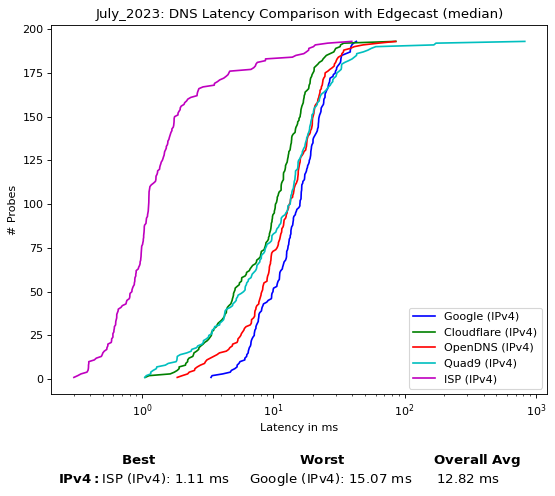 July_2023: DNS Latency Comparison with Edgecast (median)
200
175
150
125
100
75
50
25
0
# Probes
10^0 10^1 10^2 10^3
Latency in ms
Google (IPv4)
Cloudflare (IPv4)
OpenDNS (IPv4)
Quad9 (IPv4)
ISP (IPv4)
Best Worst Overall Avg
IPv4: ISP (IPv4): 1.11 ms Google (IPv4): 15.07 ms 12.82 ms